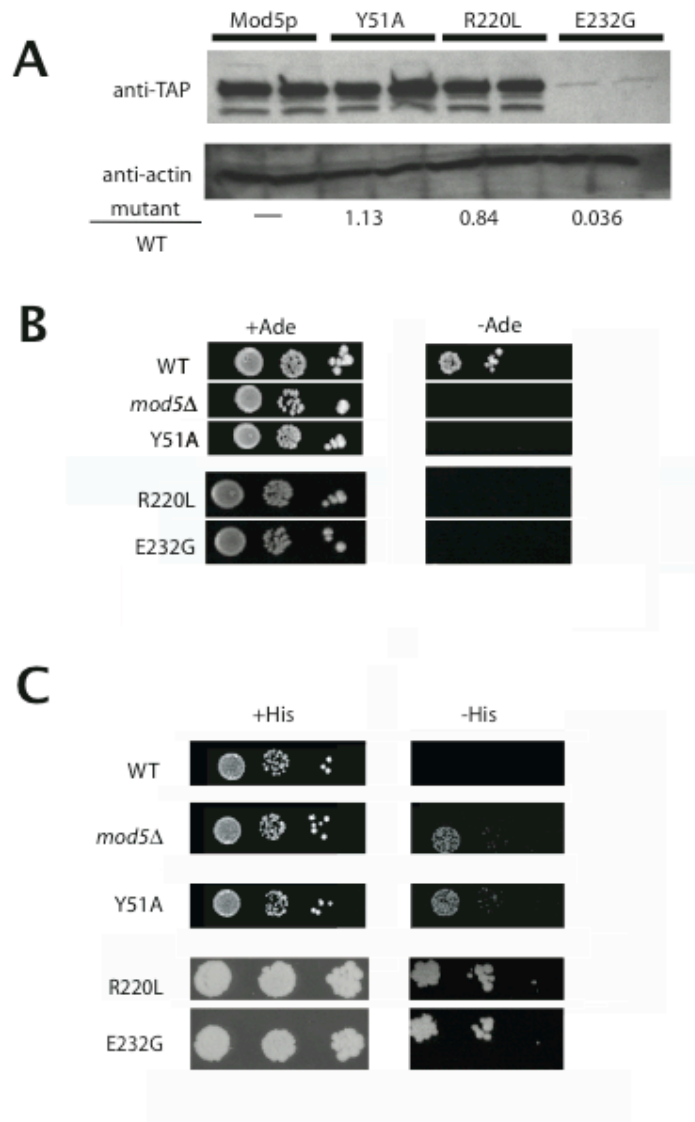 Mod5p Y51A R220L E232G
A
anti-TAP
anti-actin
mutant
WT
— 1.13 0.84 0.036
B
+Ade -Ade
WT
mod5Δ
Y51A
R220L
E232G
C
+His -His
WT
mod5Δ
Y51A
R220L
E232G